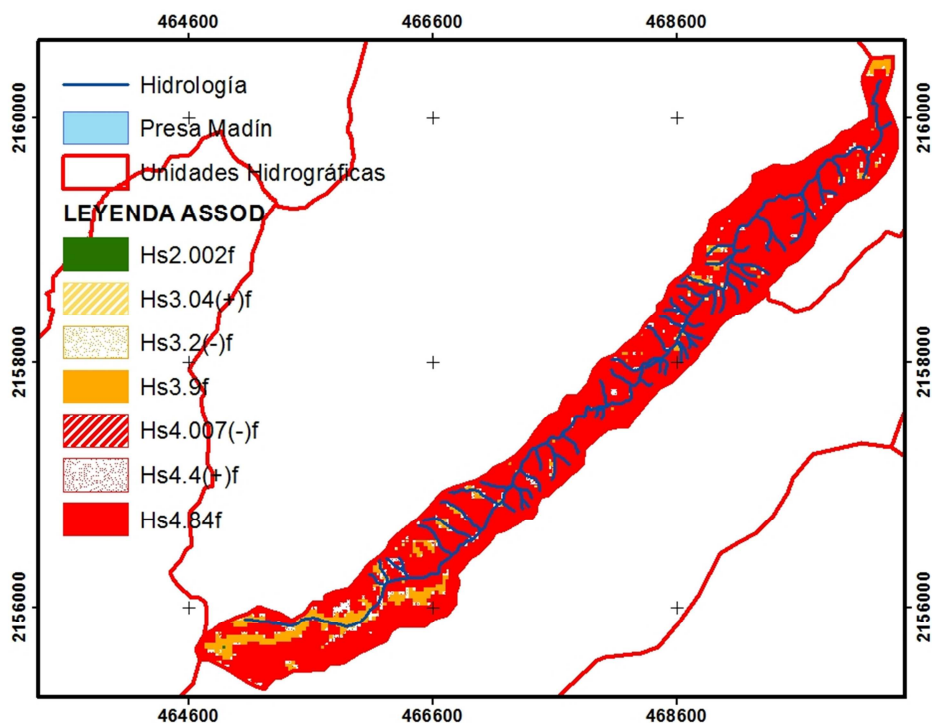 464600 466600 468600
2160000 2160000
Hidrología
Presa Madín
Unidades Hidrográficas
LEYENDA ASSOD
Hs2.002f
Hs3.04(+)f
Hs3.2(-)f
2158000 2158000
Hs3.9f
Hs4.007(-)f
Hs4.4(+)f
Hs4.84f
2156000 2156000
464600 466600 468600